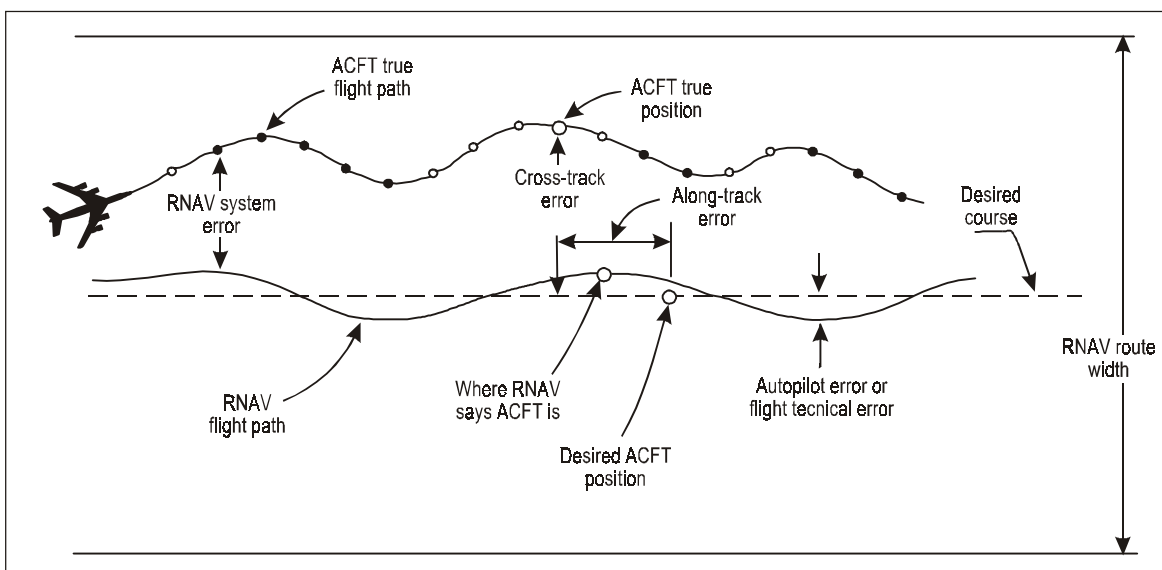 ACFT true
flight path
ACFT true
position
RNAV system
error
Cross-track
error
Along-track
error
Desired
course
RNAV route
width
RNAV
flight path
Where RNAV
says ACFT is
Desired ACFT
position
Autopilot error or
flight tecnical error